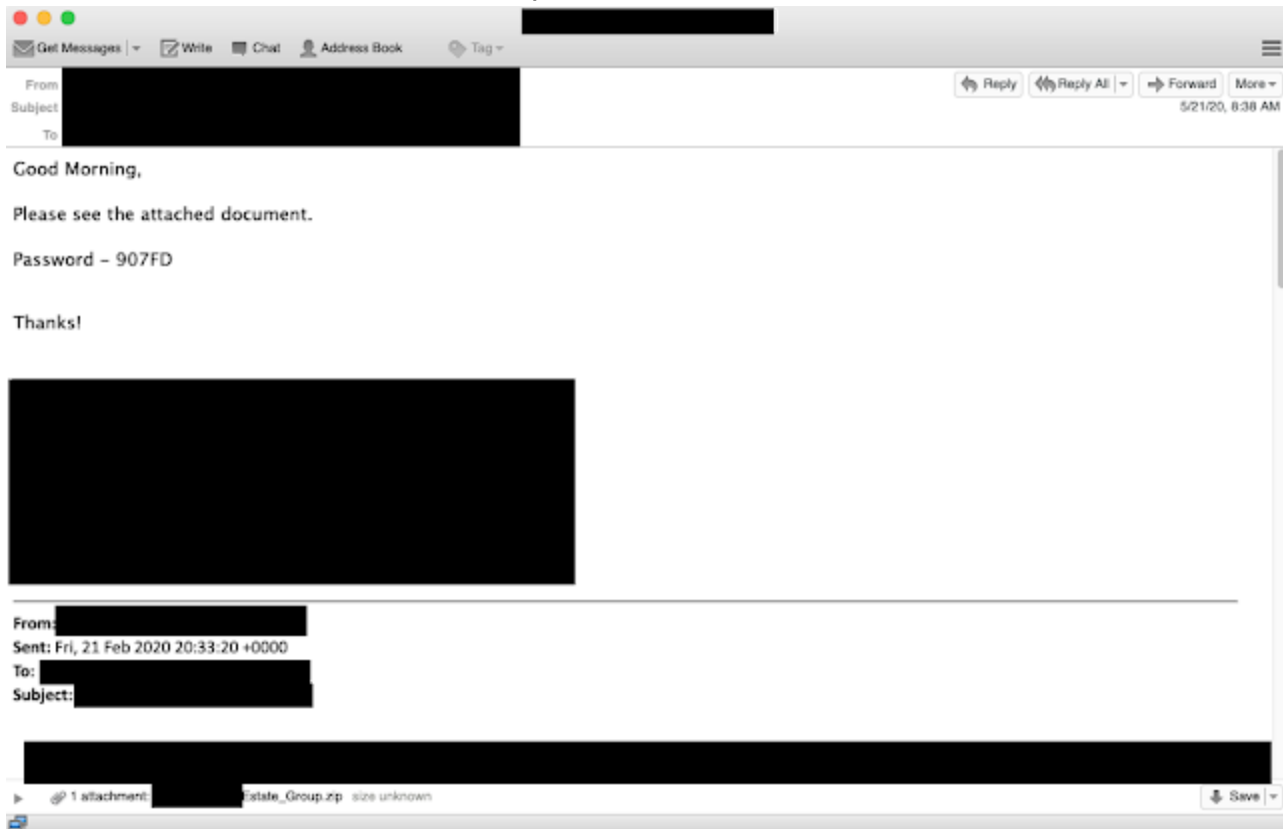 Get Messages Write Chat Address Book Tag
From Reply Reply All Forward More
Subject 5/21/20, 8:38 AM
To
Good Morning,
Please see the attached document.
Password – 907FD
Thanks!
From:
Sent: Fri, 21 Feb 2020 20:33:20 +0000
To:
Subject:
1 attachment: Estate_Group.zip size unknown Save